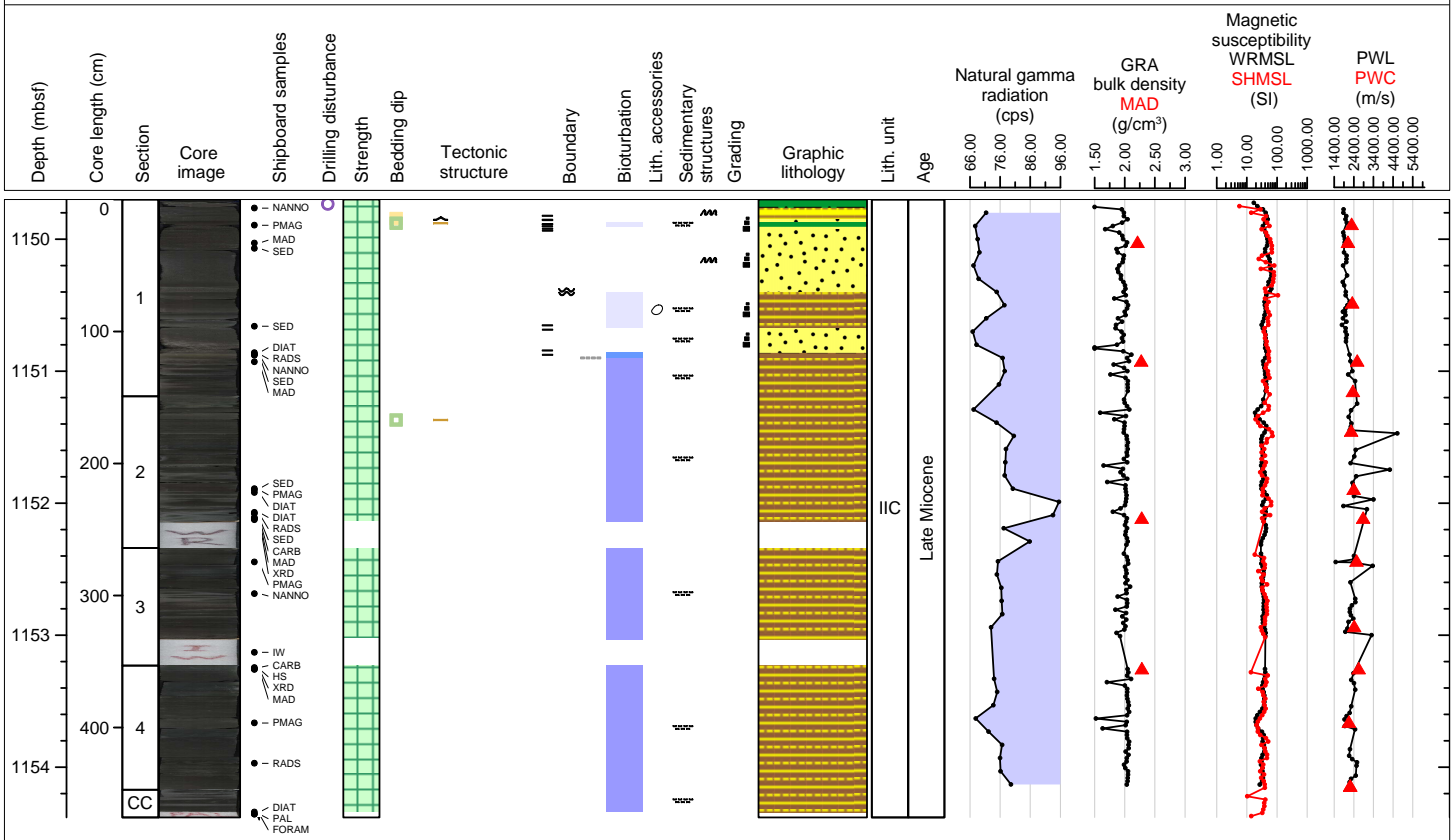 Depth (mbsf)
Core length (cm)
Section
Core
image
Shipboard samples
Drilling disturbance
Strength
Bedding dip
Tectonic
structure
Boundary
Bioturbation
Lith. accessories
Sedimentary
structures
Grading
Graphic
lithology
Lith. unit
Age
Natural gamma
radiation
(cps)
66.00
76.00
86.00
96.00
GRA
bulk density
MAD
(g/cm³)
1.50
2.00
2.50
3.00
Magnetic
susceptibility
WRMSL
SHMSL
(SI)
1.00
10.00
100.00
1000.00
PWL
PWC
(m/s)
1400.00
2400.00
3400.00
4400.00
5400.00
1150
1151
1152
1153
1154
0
100
200
300
400
1
2
3
4
CC
NANNO
PMAG
MAD
SED
SED
DIAT
RADS
NANNO
SED
MAD
SED
PMAG
DIAT
DIAT
RADS
SED
CARB
MAD
XRD
PMAG
NANNO
IW
CARB
HS
XRD
MAD
PMAG
RADS
DIAT
PAL
FORAM
IIC
Late Miocene